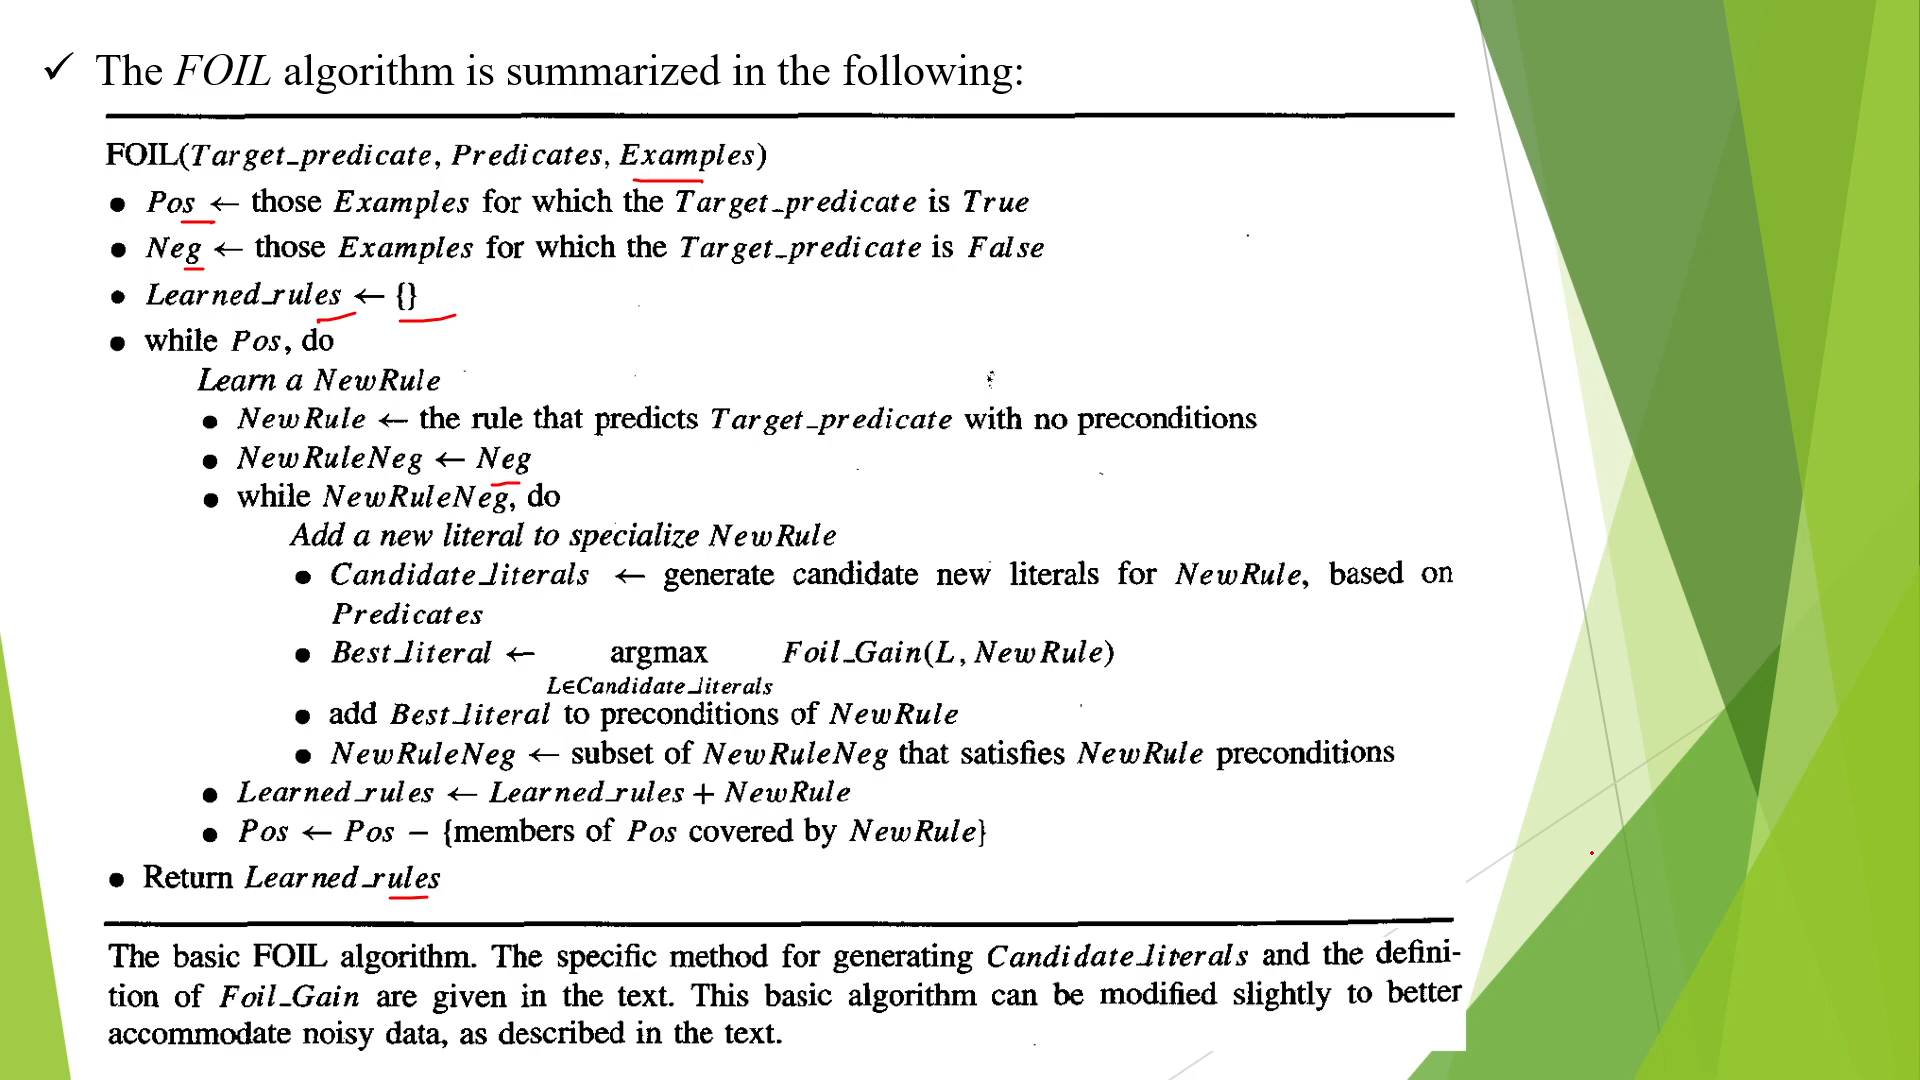 ✓ The FOIL algorithm is summarized in the following:
FOIL(Target_predicate, Predicates, Examples)
• Pos ← those Examples for which the Target_predicate is True
• Neg ← those Examples for which the Target_predicate is False
• Learned_rules ← {}
• while Pos, do
Learn a NewRule
• NewRule ← the rule that predicts Target_predicate with no preconditions
• NewRuleNeg ← Neg
• while NewRuleNeg, do
Add a new literal to specialize NewRule
• Candidate_literals ← generate candidate new literals for NewRule, based on
Predicates
• Best_literal ← argmax Foil_Gain(L, NewRule)
L∈Candidate_literals
• add Best_literal to preconditions of NewRule
• NewRuleNeg ← subset of NewRuleNeg that satisfies NewRule preconditions
• Learned_rules ← Learned_rules + NewRule
• Pos ← Pos − {members of Pos covered by NewRule}
• Return Learned_rules
The basic FOIL algorithm. The specific method for generating Candidate_literals and the defini-
tion of Foil_Gain are given in the text. This basic algorithm can be modified slightly to better
accommodate noisy data, as described in the text.